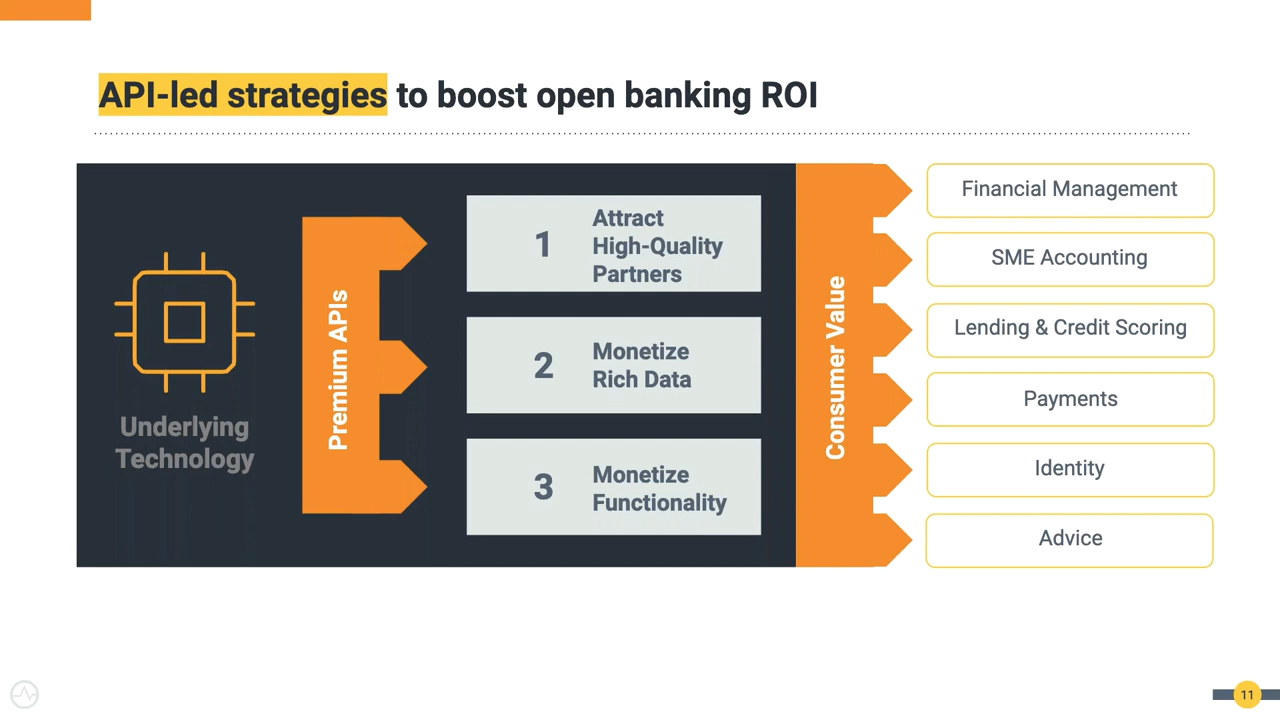 API-led strategies to boost open banking ROI
Underlying
Technology
Premium APIs
1
Attract
High-Quality
Partners
2
Monetize
Rich Data
3
Monetize
Functionality
Consumer Value
Financial Management
SME Accounting
Lending & Credit Scoring
Payments
Identity
Advice
11